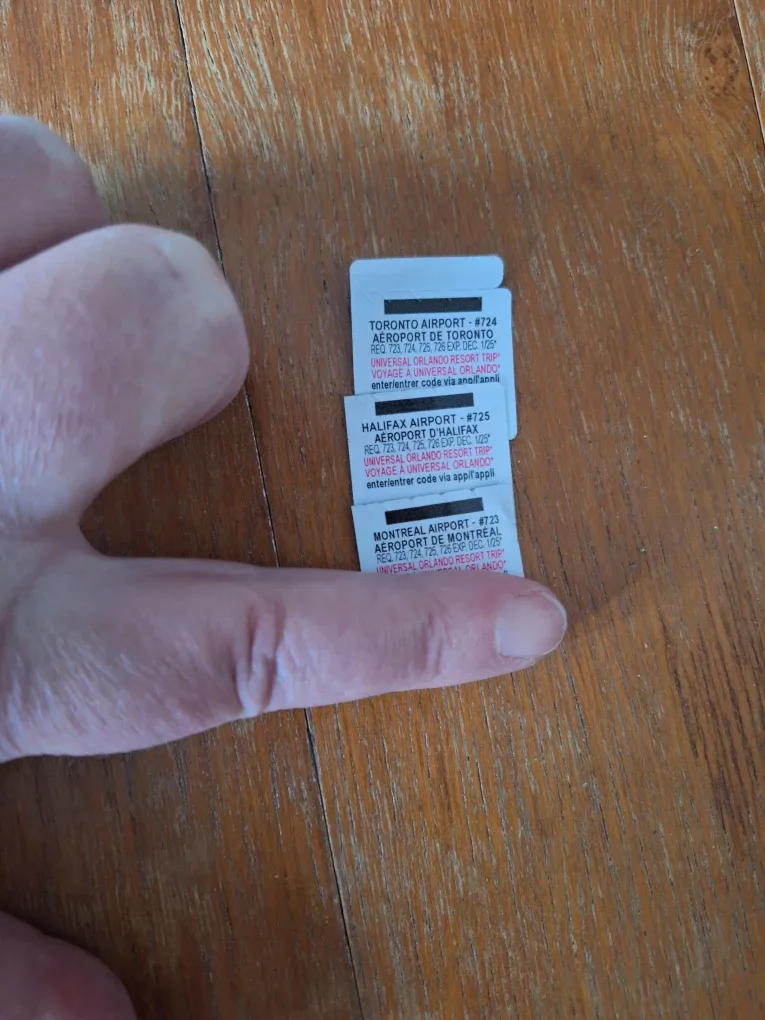 TORONTO AIRPORT - #724
AÉROPORT DE TORONTO
REQ. 723, 724, 725, 726 EXP. DEC. 1/25*
UNIVERSAL ORLANDO RESORT TRIP*
VOYAGE À UNIVERSAL ORLANDO*
enter/entrer code via app/l'appli
HALIFAX AIRPORT - #725
AÉROPORT D'HALIFAX
REQ. 723, 724, 725, 726 EXP. DEC. 1/25*
UNIVERSAL ORLANDO RESORT TRIP*
VOYAGE À UNIVERSAL ORLANDO*
enter/entrer code via app/l'appli
MONTREAL AIRPORT - #723
AÉROPORT DE MONTRÉAL
REQ. 723, 724, 725, 726 EXP. DEC. 1/25*
UNIVERSAL ORLANDO RESORT TRIP*
UNIVERSAL ORLANDO*